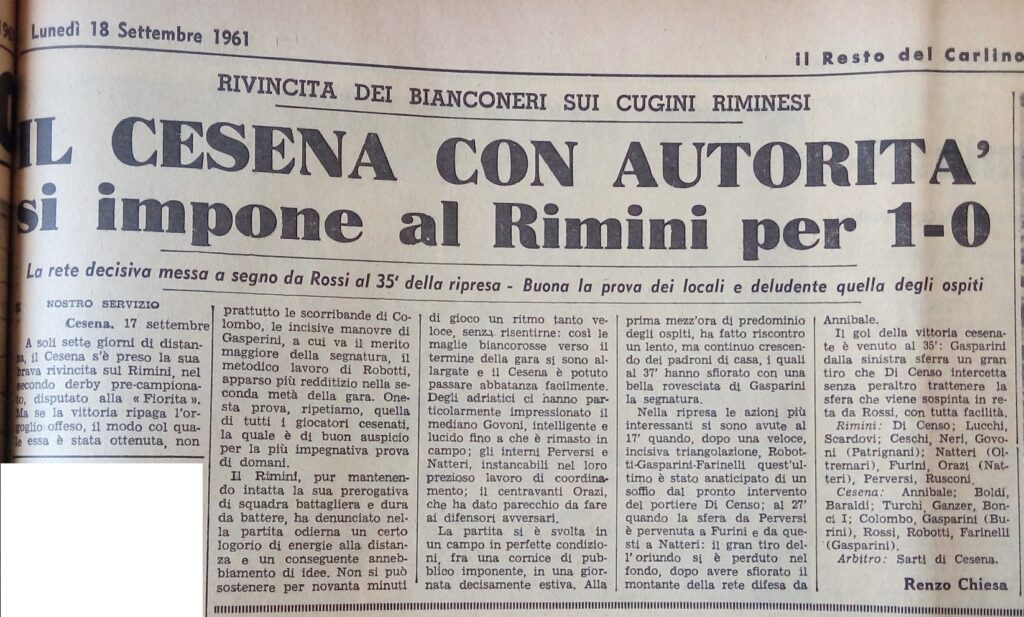 Lunedì 18 Settembre 1961
il Resto del Carlino
RIVINCITA DEI BIANCONERI SUI CUGINI RIMINESI
IL CESENA CON AUTORITA'
si impone al Rimini per 1-0
La rete decisiva messa a segno da Rossi al 35' della ripresa - Buona la prova dei locali e deludente quella degli ospiti
NOSTRO SERVIZIO
Cesena, 17 settembre
A soli sette giorni di distan-
za, il Cesena s'è preso la sua
brava rivincita sul Rimini, nel
secondo derby pre-campiona-
to, disputato alla « Fiorita ».
Ma se la vittoria ripaga l'or-
goglio offeso, il modo col qua-
le essa è stata ottenuta, non
prattutto le scorribande di Co-
lombo, le incisive manovre di
Gasperini, a cui va il merito
maggiore della segnatura, il
metodico lavoro di Robotti,
apparso più redditizio nella se-
conda metà della gara. One-
sta prova, ripetiamo, quella
di tutti i giocatori cesenati,
la quale è di buon auspicio
per la più impegnativa prova
di domani.
Il Rimini, pur mantenen-
do intatta la sua prerogativa
di squadra battagliera e dura
da battere, ha denunciato nel-
la partita odierna un certo
logorio di energie alla distan-
za e un conseguente anneb-
biamento di idee. Non si può
sostenere per novanta minuti
di gioco un ritmo tanto ve-
loce, senza risentirne: così le
maglie biancorosse verso il
termine della gara si sono al-
largate e il Cesena è potuto
passare abbatanza facilmente.
Degli adriatici ci hanno par-
ticolarmente impressionato il
mediano Govoni, intelligente e
lucido fino a che è rimasto in
campo; gli interni Perversi e
Natteri, instancabili nel loro
prezioso lavoro di coordina-
mento; il centravanti Orazi,
che ha dato parecchio da fare
ai difensori avversari.
La partita si è svolta in
un campo in perfette condizio-
ni, fra una cornice di pub-
blico imponente, in una gior-
nata decisamente estiva. Alla
prima mezz'ora di predominio
degli ospiti, ha fatto riscontro
un lento, ma continuo crescen-
do dei padroni di casa, i quali
al 37' hanno sfiorato con una
bella rovesciata di Gasparini
la segnatura.
Nella ripresa le azioni più
interessanti si sono avute al
17' quando, dopo una veloce,
incisiva triangolazione, Robot-
ti-Gasparini-Farinelli quest'ul-
timo è stato anaticipato di un
soffio dal pronto intervento
del portiere Di Censo; al 27'
quando la sfera da Perversi
è pervenuta a Furini e da que-
sti a Natteri: il gran tiro del-
l'oriundo si è perduto nel
fondo, dopo avere sfiorato il
montante della rete difesa da
Annibale.
Il gol della vittoria cesena-
te è venuto al 35': Gasparini
dalla sinistra sferra un gran
tiro che Di Censo intercetta
senza peraltro trattenere la
sfera che viene sospinta in re-
ta da Rossi, con tutta facilità.
Rimini: Di Censo; Lucchi,
Scardovi; Ceschi, Neri, Govo-
ni (Patrignani); Natteri (Ol-
tremari), Furini, Orazi (Nat-
teri), Perversi, Rusconi.
Cesena: Annibale; Boldi,
Baraldi; Turchi, Ganzer, Bon-
ci I; Colombo, Gasparini (Bu-
rini), Rossi, Robotti, Farinelli
(Gasparini).
Arbitro: Sarti di Cesena.
Renzo Chiesa